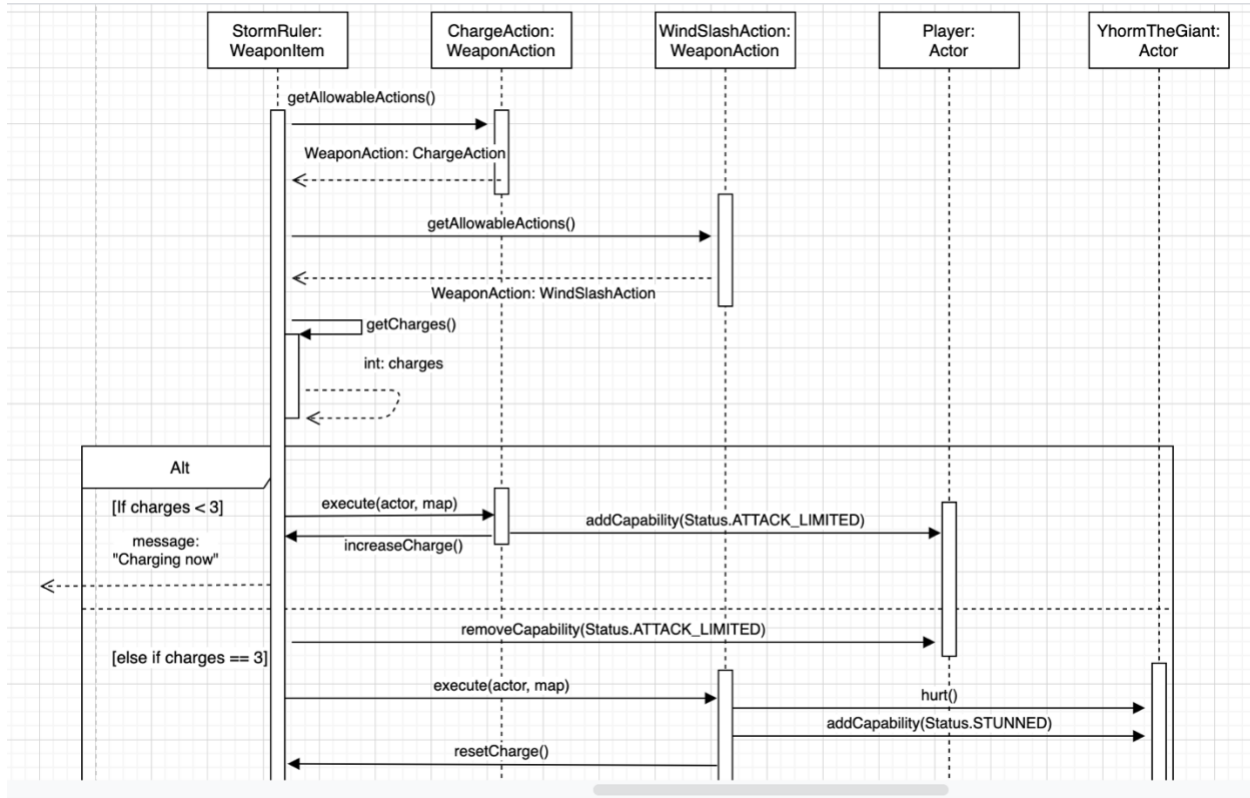 StormRuler:
WeaponItem
ChargeAction:
WeaponAction
WindSlashAction:
WeaponAction
Player:
Actor
YhormTheGiant:
Actor
getAllowableActions()
WeaponAction: ChargeAction
getAllowableActions()
WeaponAction: WindSlashAction
getCharges()
int: charges
Alt
[If charges < 3]
execute(actor, map)
addCapability(Status.ATTACK_LIMITED)
increaseCharge()
message:
"Charging now"
removeCapability(Status.ATTACK_LIMITED)
[else if charges == 3]
execute(actor, map)
hurt()
addCapability(Status.STUNNED)
resetCharge()